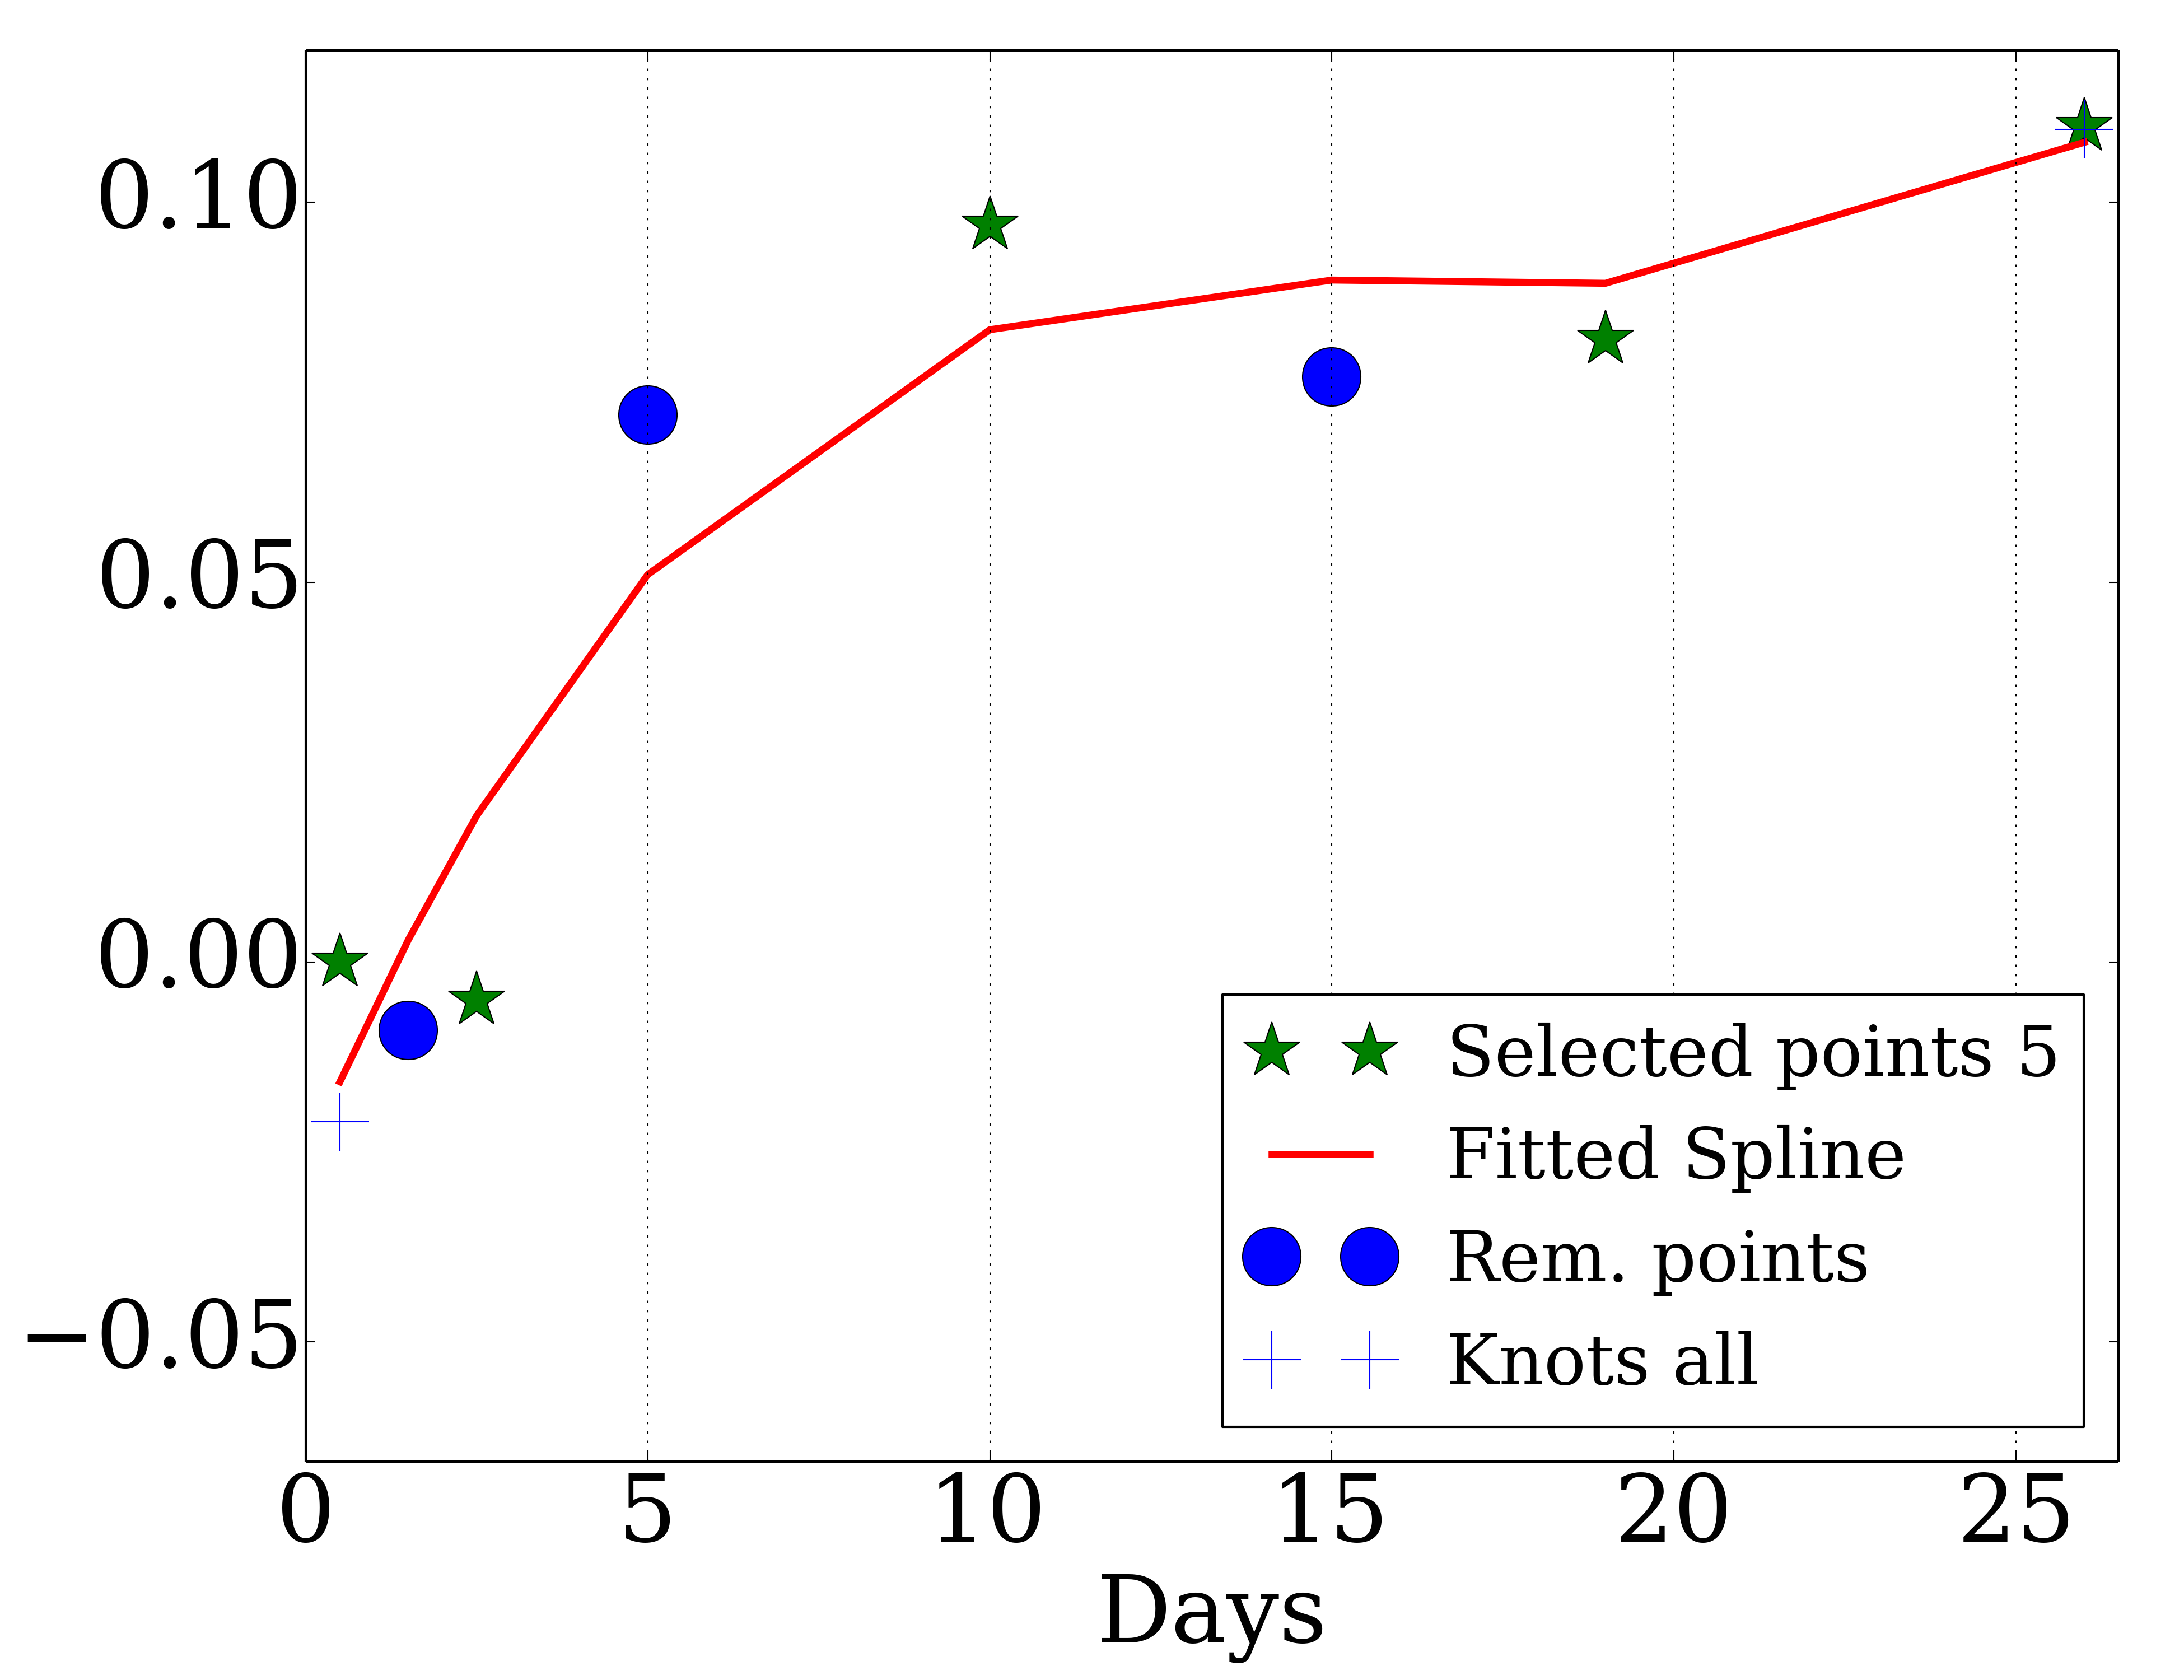 0.10
0.05
0.00
−0.05
Selected points 5
Fitted Spline
Rem. points
Knots all
0 5 10 15 20 25
Days